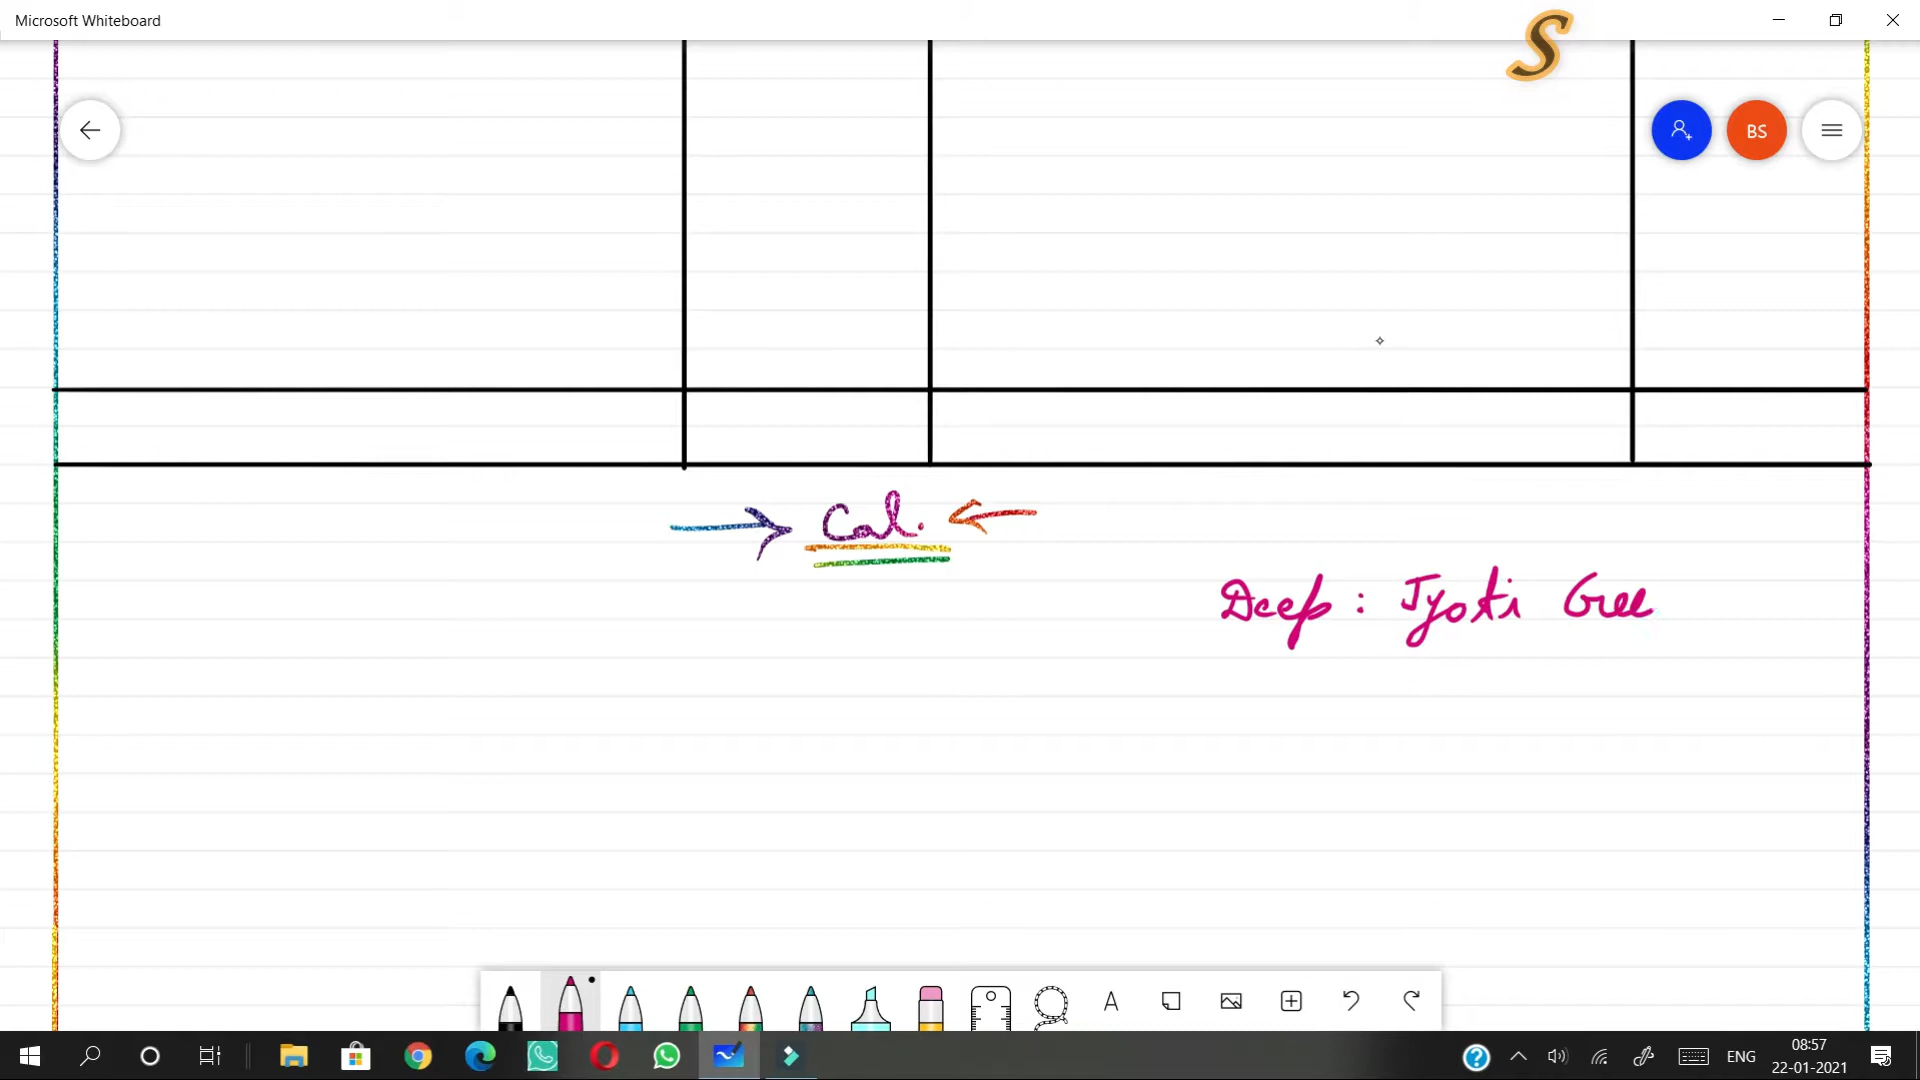 Microsoft Whiteboard
S
BS
Cal.
Deep : Jyoti Gree
A
ENG
08:57
22-01-2021